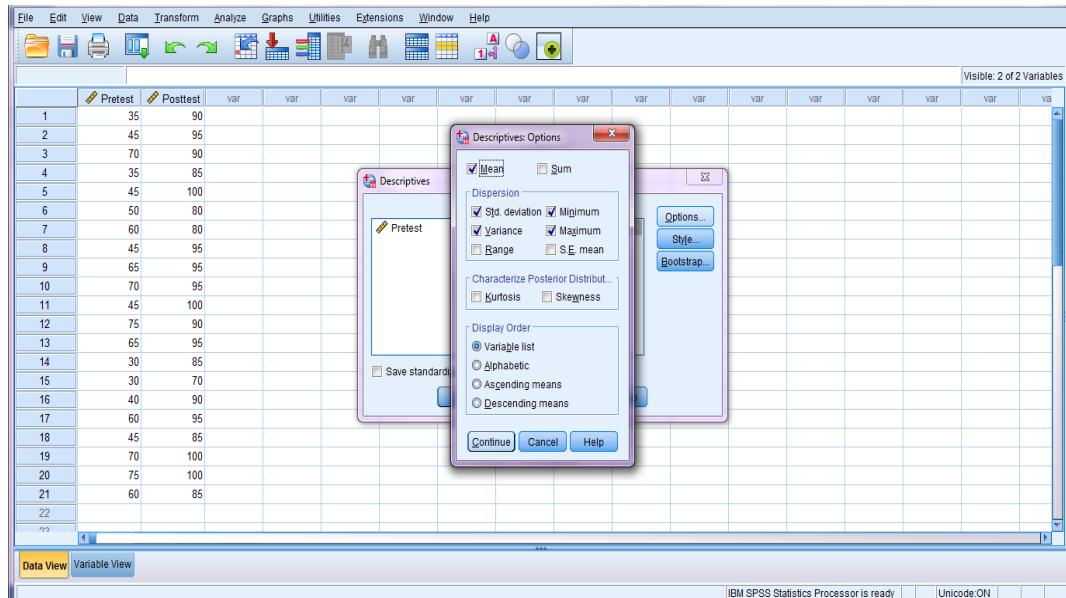 File Edit View Data Transform Analyze Graphs Utilities Extensions Window Help
Visible: 2 of 2 Variables
Pretest Posttest var var var var var var var var var var var var var var va
1 35 90
2 45 95
3 70 90
4 35 85
5 45 100
6 50 80
7 60 80
8 45 95
9 65 95
10 70 95
11 45 100
12 75 90
13 65 95
14 30 85
15 30 70
16 40 90
17 60 95
18 45 85
19 70 100
20 75 100
21 60 85
22
Descriptives
Pretest
Save standardi
Options...
Style...
Bootstrap...
Descriptives: Options
Mean Sum
Dispersion
Std. deviation Minimum
Variance Maximum
Range S.E. mean
Characterize Posterior Distribut...
Kurtosis Skewness
Display Order
Variable list
Alphabetic
Ascending means
Descending means
Continue Cancel Help
Data View Variable View
IBM SPSS Statistics Processor is ready Unicode:ON